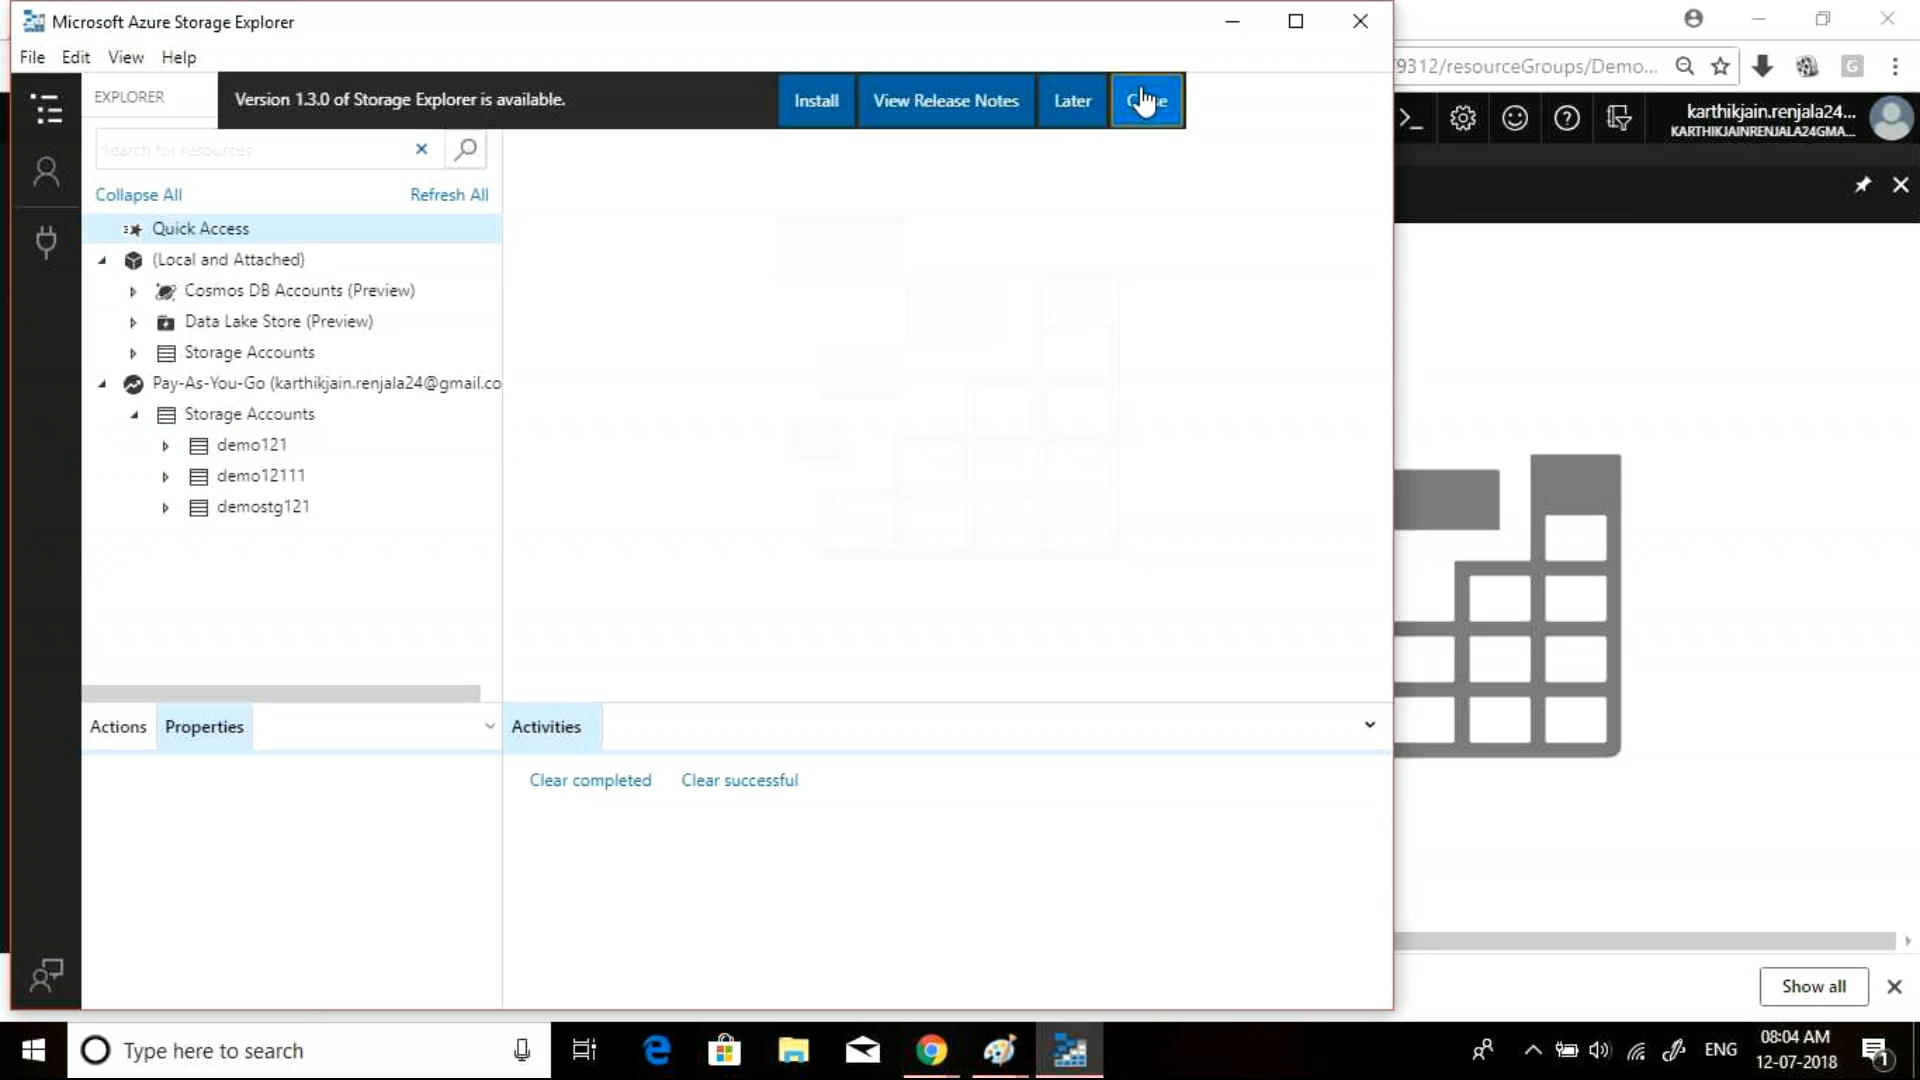 Microsoft Azure Storage Explorer
File Edit View Help
EXPLORER
Version 1.3.0 of Storage Explorer is available.
Install
View Release Notes
Later
Search for resources
Collapse All
Refresh All
Quick Access
(Local and Attached)
Cosmos DB Accounts (Preview)
Data Lake Store (Preview)
Storage Accounts
Pay-As-You-Go (karthikjain.renjala24@gmail.co
Storage Accounts
demo121
demo12111
demostg121
Actions
Properties
Activities
Clear completed
Clear successful
9312/resourceGroups/Demo...
G
karthikjain.renjala24...
KARTHIKJAINRENJALA24GMA...
Show all
Type here to search
ENG
08:04 AM
12-07-2018
1